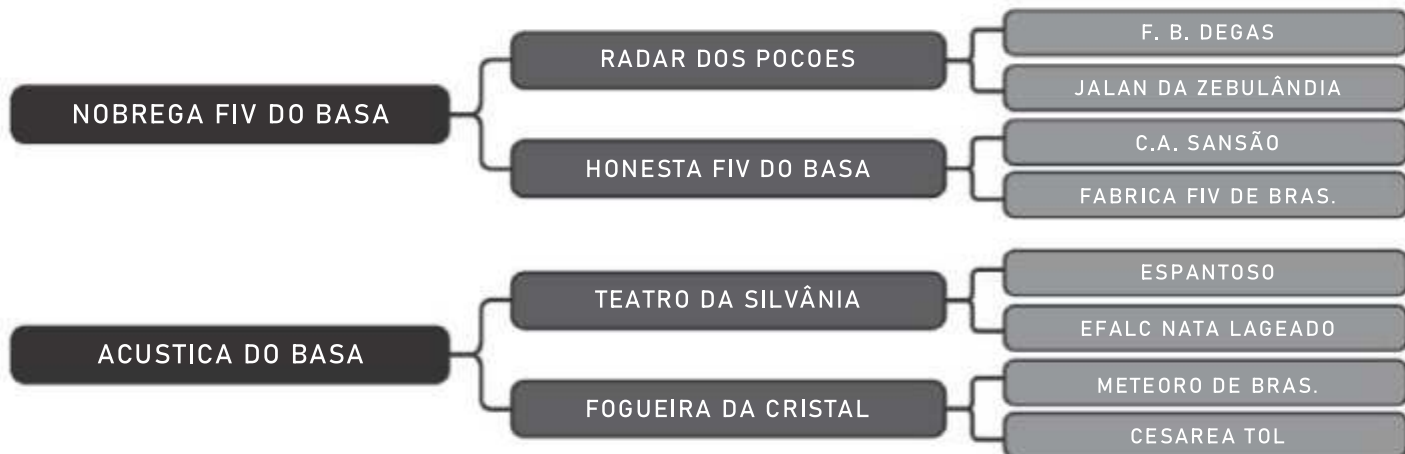 NOBREGA FIV DO BASA
RADAR DOS POCOES
F. B. DEGAS
JALAN DA ZEBULÂNDIA
HONESTA FIV DO BASA
C.A. SANSÃO
FABRICA FIV DE BRAS.
ACUSTICA DO BASA
TEATRO DA SILVÂNIA
ESPANTOSO
EFALC NATA LAGEADO
FOGUEIRA DA CRISTAL
METEORO DE BRAS.
CESAREA TOL